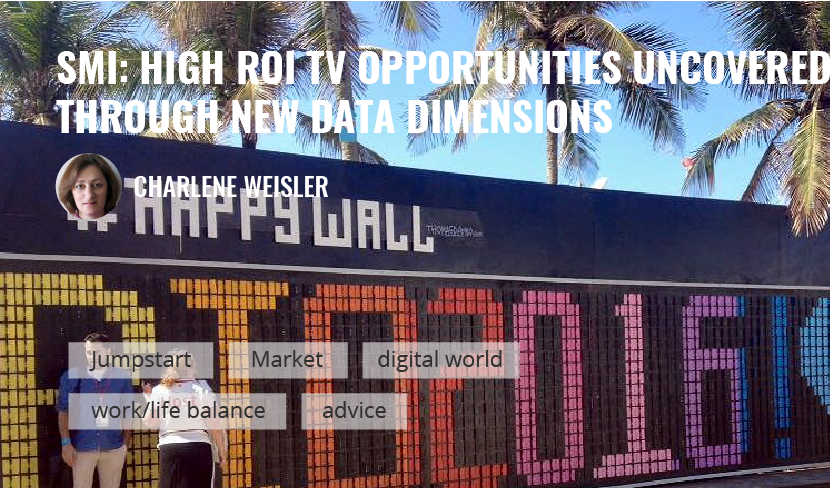 SMI: HIGH ROI TV OPPORTUNITIES UNCOVERED
THROUGH NEW DATA DIMENSIONS
CHARLENE WEISLER
#HAPPY WALL
RIO2016!
Jumpstart Market digital world
work/life balance advice